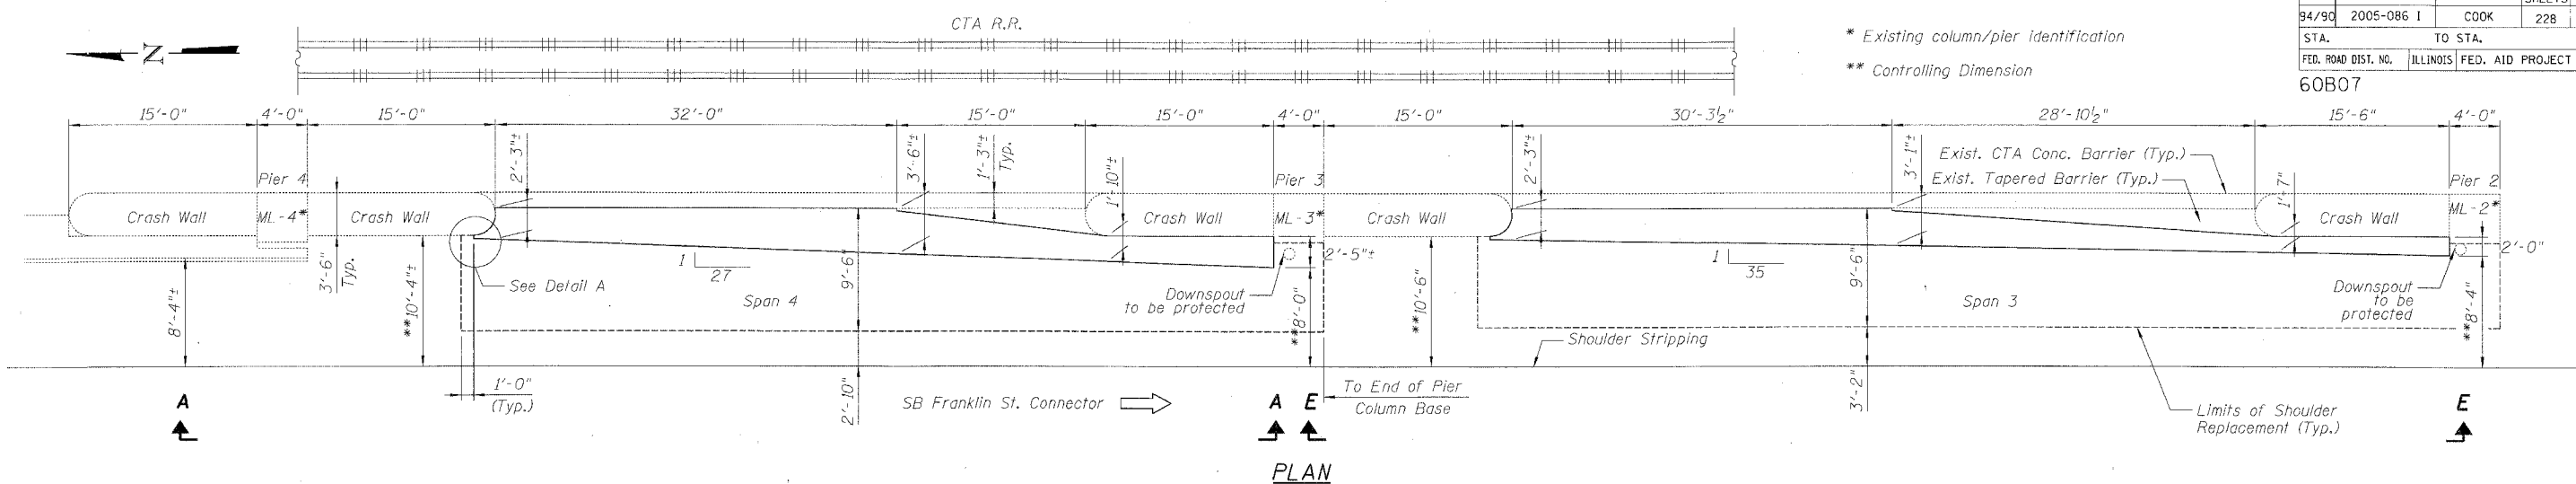 CTA R.R.
Z
* Existing column/pier identification
** Controlling Dimension
SHEETS
94/90 2005-086 I COOK 228
STA. TO STA.
FED. ROAD DIST. NO. ILLINOIS FED. AID PROJECT
60B07
15'-0" 4'-0" 15'-0" 32'-0" 15'-0" 15'-0" 4'-0" 15'-0" 30'-3½" 28'-10½" 15'-6" 4'-0"
2'-3"± 3'-6"± 1'-3"± Typ. 1'-10"± 2'-3"± 3'-1"± 1'-7"
Exist. CTA Conc. Barrier (Typ.)
Exist. Tapered Barrier (Typ.)
Pier 4 Pier 3 Pier 2
Crash Wall ML-4* Crash Wall Crash Wall ML-3* Crash Wall Crash Wall ML-2*
3'-6" Typ.
8'-4"±
**10'-4"±
1 27
See Detail A
Span 4
9'-6"
Downspout
to be protected
2'-5"±
**8'-0"
**10'-6"
1 35
9'-6"
Span 3
Downspout
to be
protected
2'-0"
**8'-4"
Shoulder Stripping
1'-0"
(Typ.)
2'-10"
SB Franklin St. Connector
To End of Pier
Column Base
3'-2"
Limits of Shoulder
Replacement (Typ.)
A A E E
PLAN